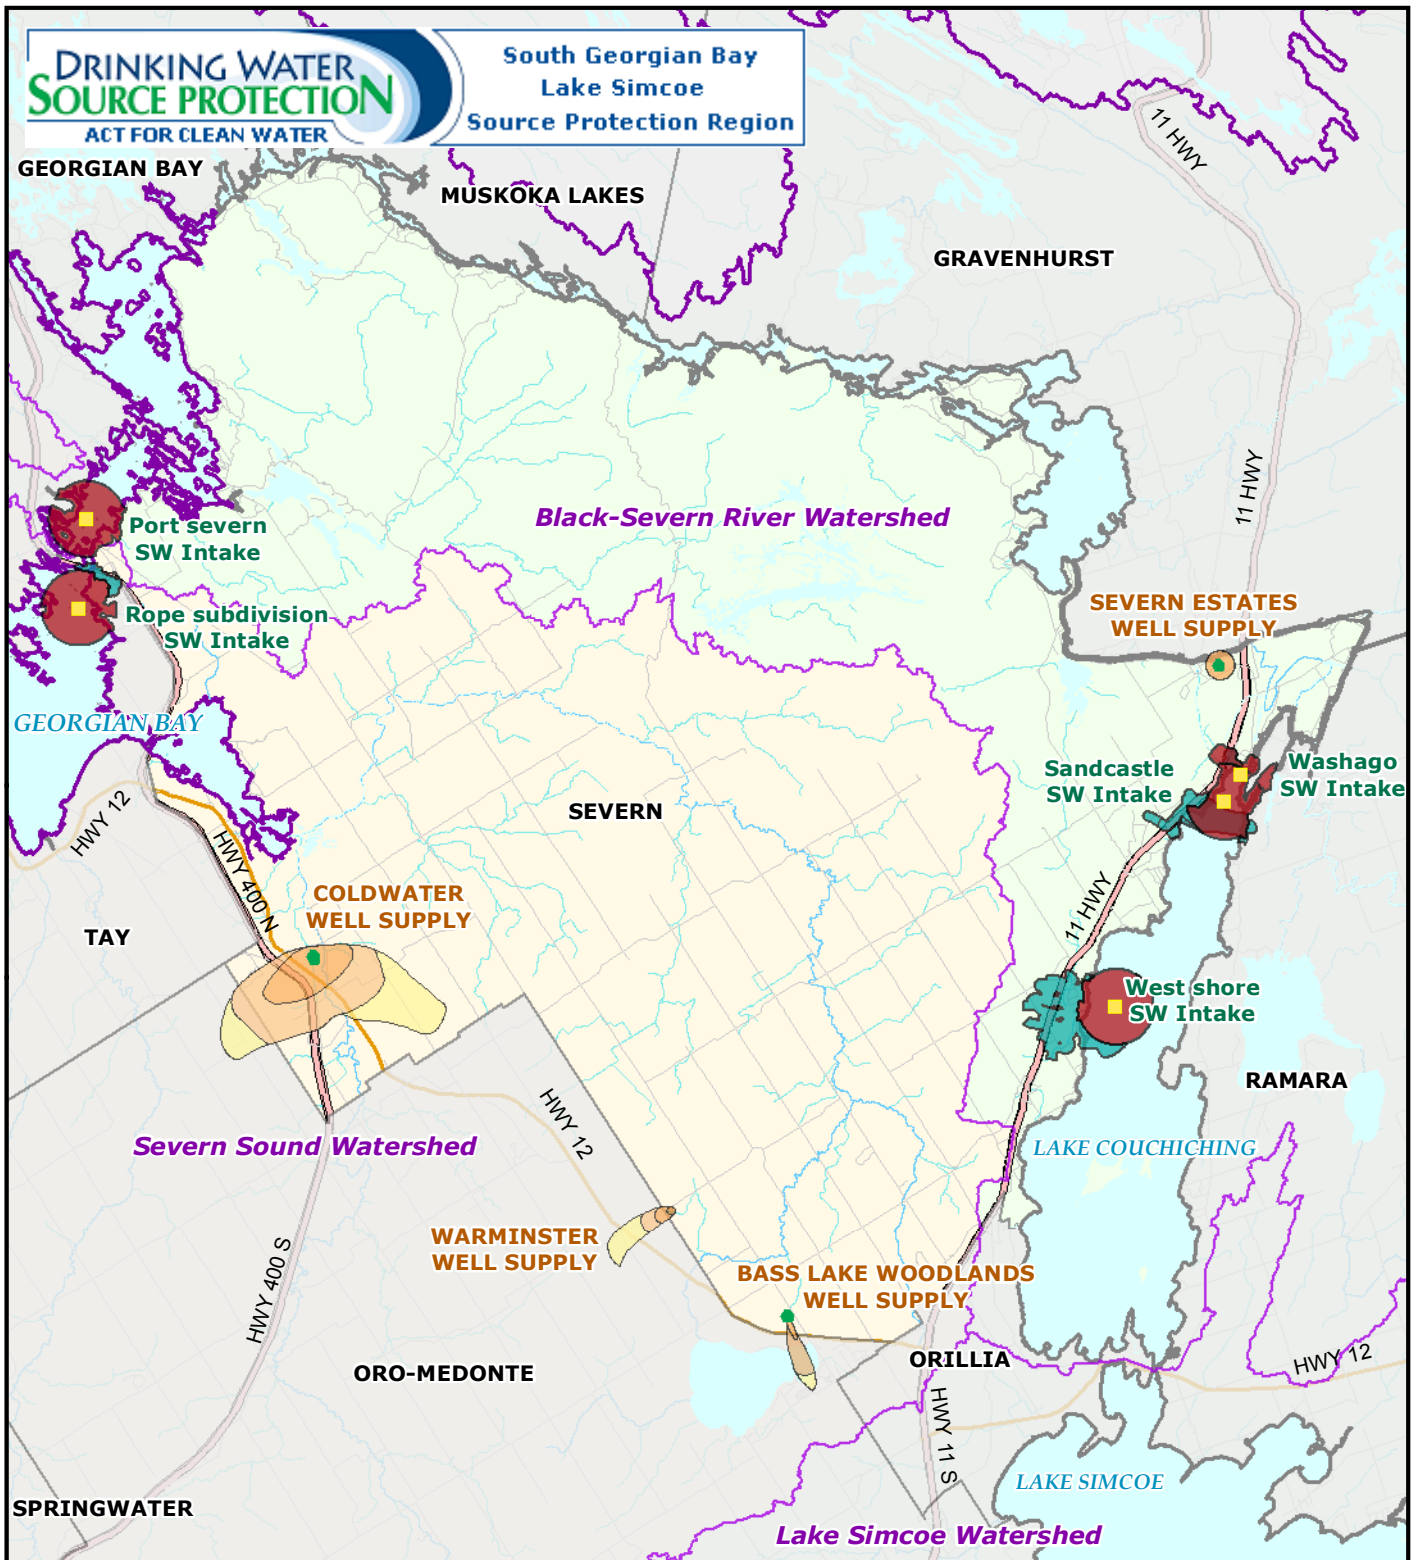 DRINKING WATER
SOURCE PROTECTION
ACT FOR CLEAN WATER
South Georgian Bay
Lake Simcoe
Source Protection Region
GEORGIAN BAY
MUSKOKA LAKES
11 HWY
GRAVENHURST
11 HWY
Black-Severn River Watershed
Port severn
SW Intake
Rope subdivision
SW Intake
SEVERN ESTATES
WELL SUPPLY
GEORGIAN BAY
Sandcastle
SW Intake
Washago
SW Intake
HWY 12
SEVERN
HWY 400 N
COLDWATER
WELL SUPPLY
11 HWY
TAY
West shore
SW Intake
RAMARA
HWY 12
Severn Sound Watershed
LAKE COUCHICHING
WARMINSTER
WELL SUPPLY
BASS LAKE WOODLANDS
WELL SUPPLY
HWY 400 S
ORO-MEDONTE
ORILLIA
HWY 12
HWY 11 S
LAKE SIMCOE
SPRINGWATER
Lake Simcoe Watershed